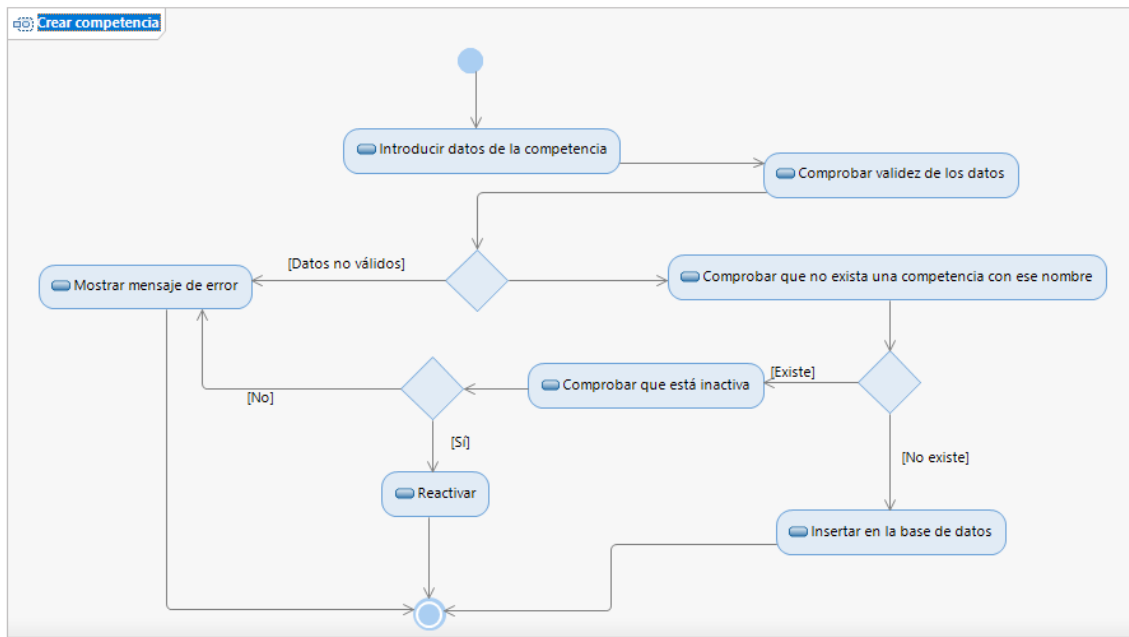 Crear competencia
Introducir datos de la competencia
Comprobar validez de los datos
[Datos no válidos]
Mostrar mensaje de error
Comprobar que no exista una competencia con ese nombre
[Existe]
Comprobar que está inactiva
[No]
[Sí]
[No existe]
Reactivar
Insertar en la base de datos